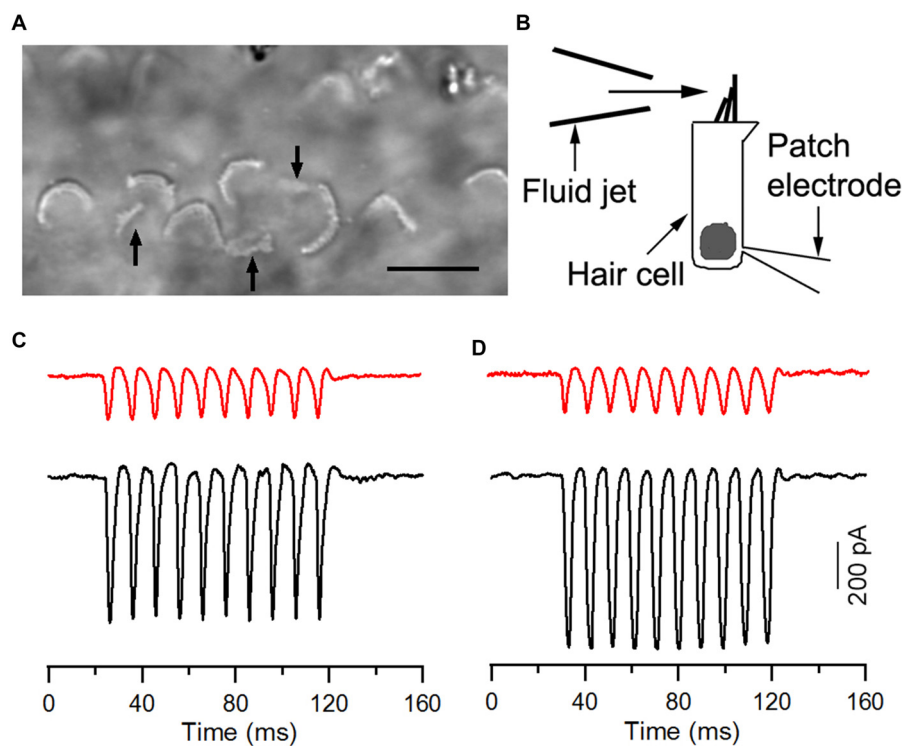 A
B
Fluid jet
Hair cell
Patch
electrode
C
D
200 pA
0 40 80 120 160
Time (ms)
0 40 80 120 160
Time (ms)